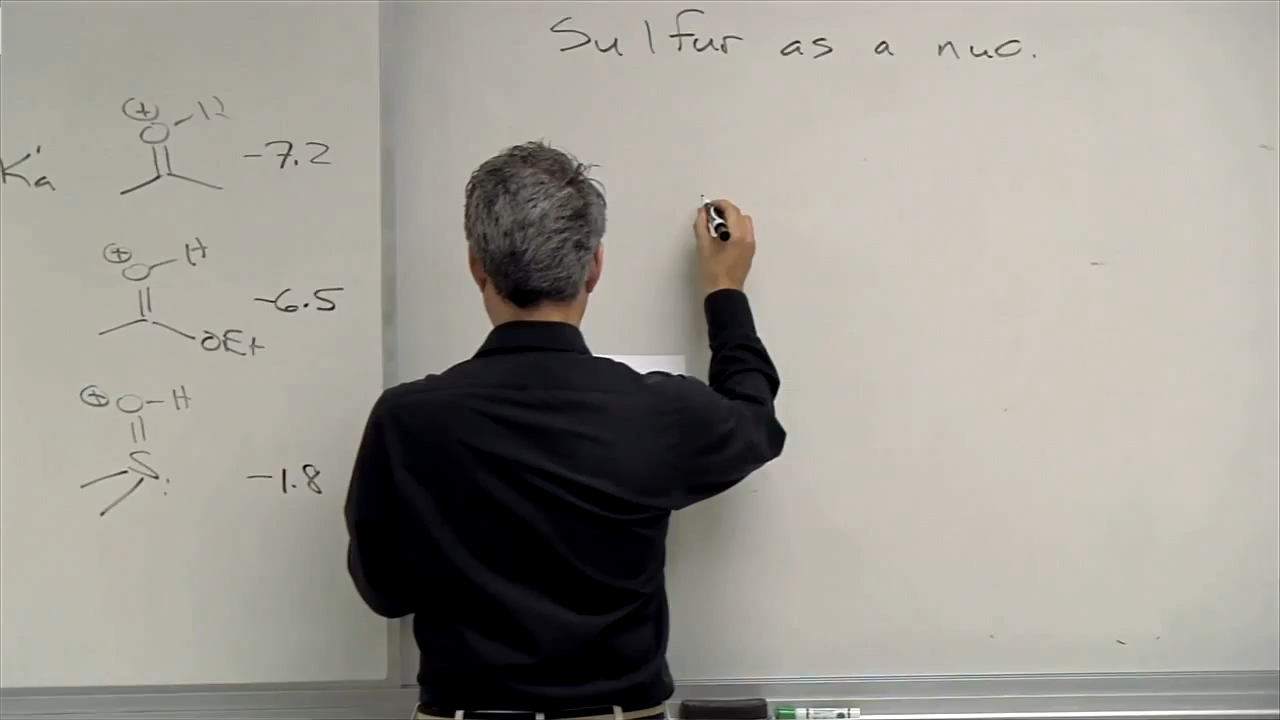 Sulfur as a nuc.
Ka'
⊕
O-H
-7.2
⊕
O-H
-6.5
OEt
⊕ O-H
S:
-1.8